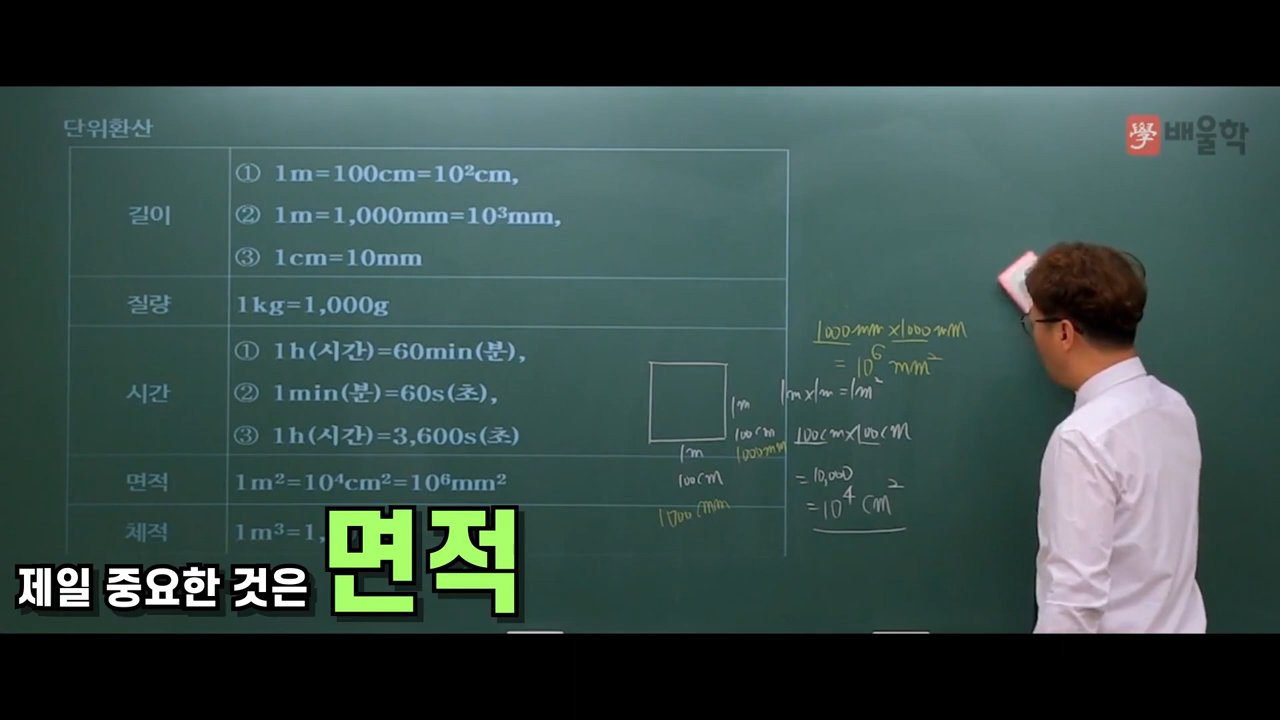 단위환산
學 배울학
길이
① 1m=100cm=10²cm,
② 1m=1,000mm=10³mm,
③ 1cm=10mm
질량
1kg=1,000g
시간
① 1h(시간)=60min(분),
② 1min(분)=60s(초),
③ 1h(시간)=3,600s(초)
면적
1m²=10⁴cm²=10⁶mm²
체적
1m³=1,
1m
100cm
1000mm
1m
100cm
1000mm
1000mm×1000mm
=10⁶mm²
1m×1m=1m²
100cm×100cm
=10,000
=10⁴cm²
제일 중요한 것은 면적